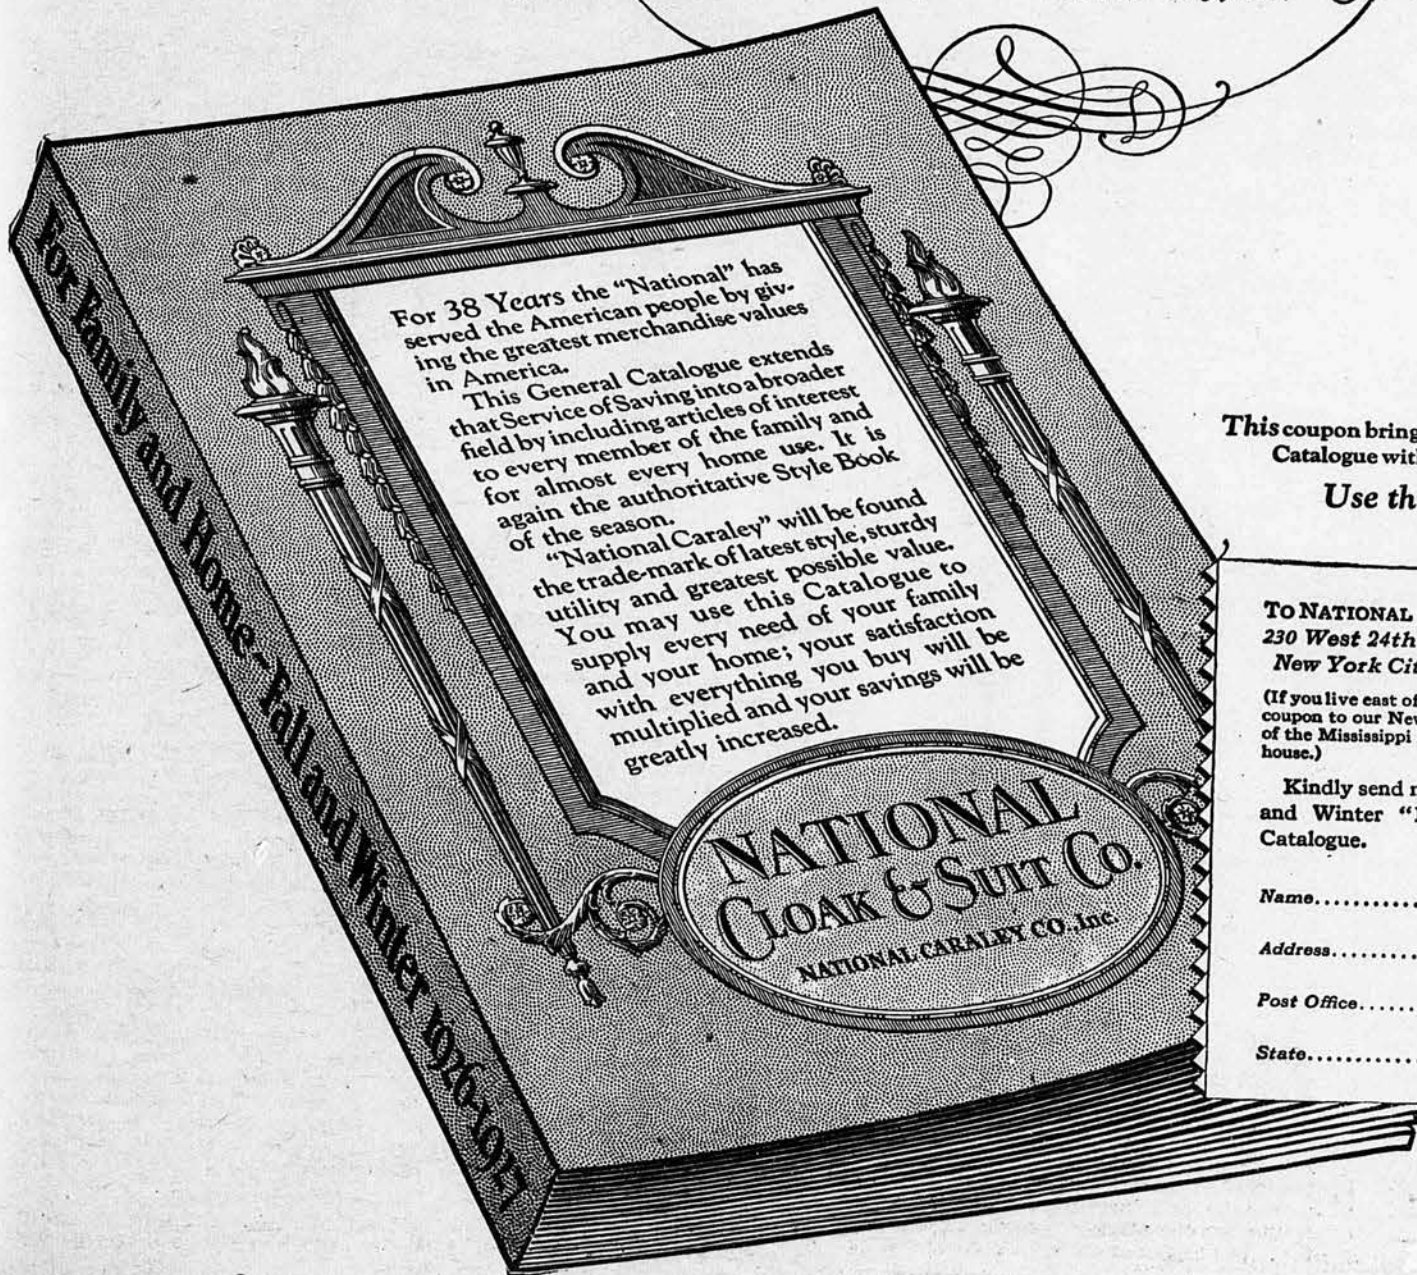 For Family and Home - Fall and Winter 1926-1927
For 38 Years the “National” has
served the American people by giv-
ing the greatest merchandise values
in America.
This General Catalogue extends
that Service of Saving into a broader
field by including articles of interest
to every member of the family and
for almost every home use. It is
again the authoritative Style Book
of the season.
“National Caraley” will be found
the trade-mark of latest style, sturdy
utility and greatest possible value.
You may use this Catalogue to
supply every need of your family
and your home; your satisfaction
with everything you buy will be
multiplied and your savings will be
greatly increased.
NATIONAL
CLOAK & SUIT CO.
NATIONAL CARALEY CO., Inc.
This coupon bring
Catalogue with
Use th
TO NATIONAL
230 West 24th
New York Cit
(If you live east of
coupon to our Ne
of the Mississippi
house.)
Kindly send
and Winter “
Catalogue.
Name............
Address.........
Post Office......
State............